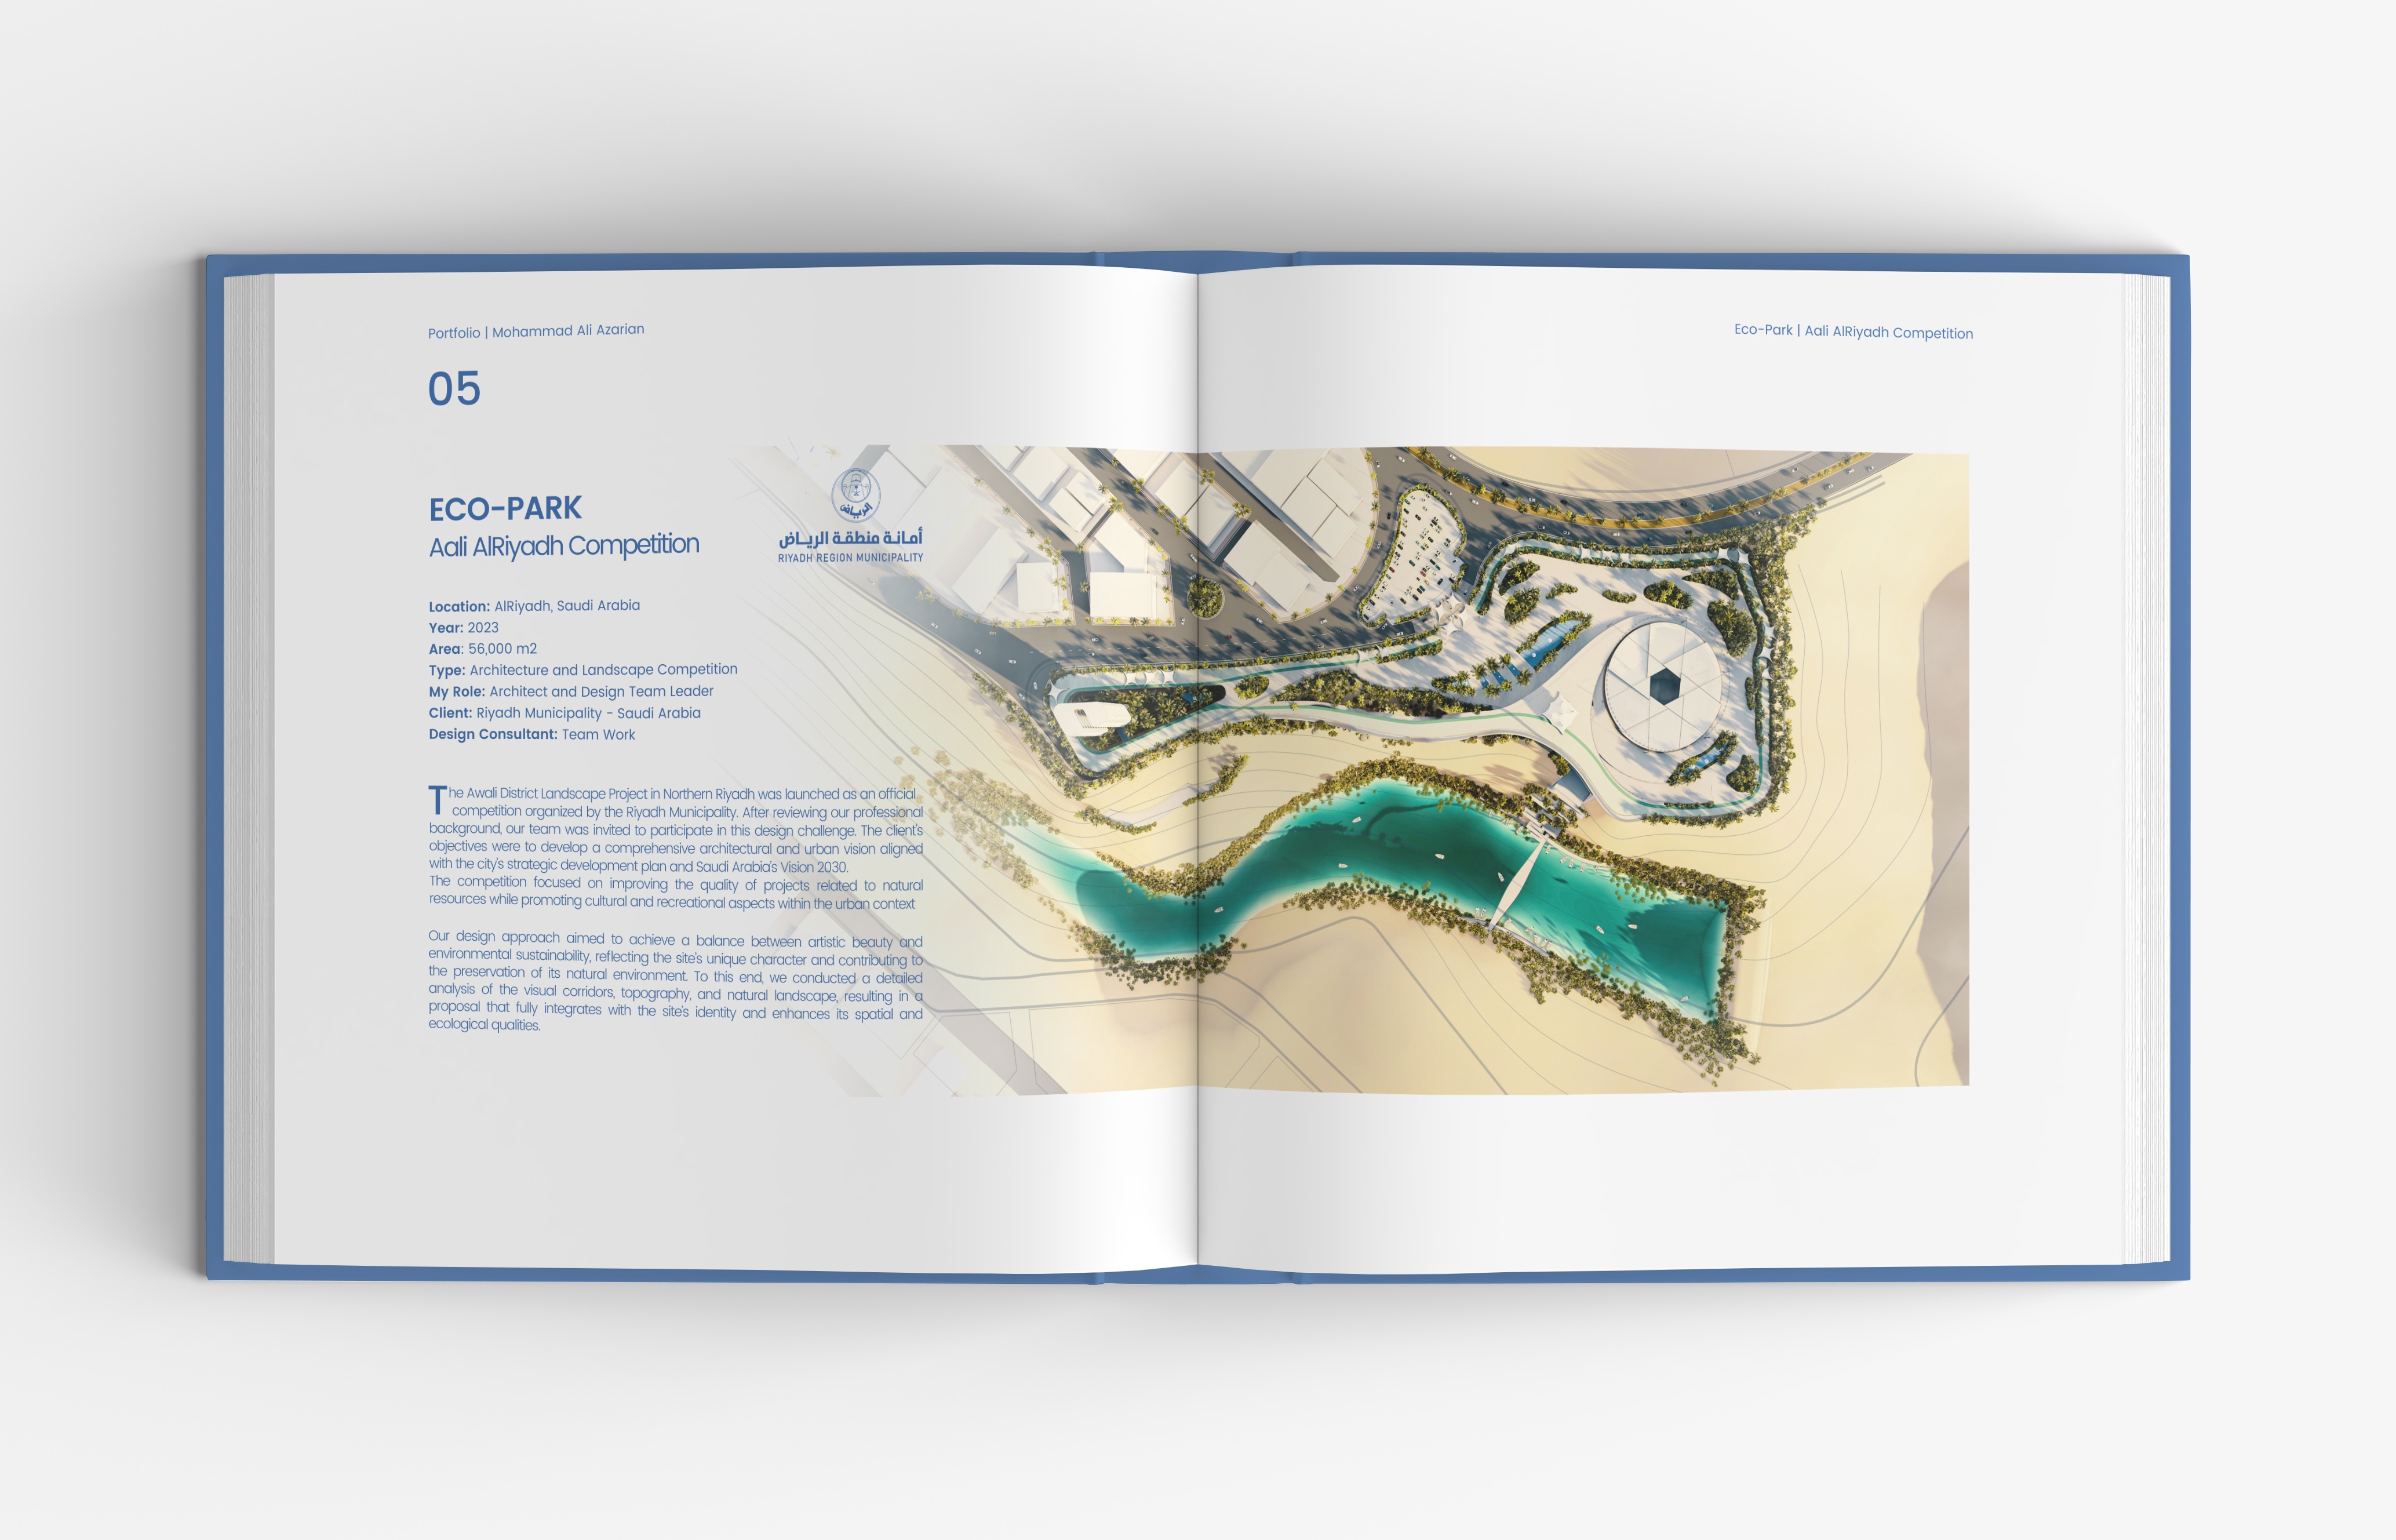 Portfolio | Mohammad Ali Azarian
Eco-Park | Aali AlRiyadh Competition
05
ECO-PARK
Aali AlRiyadh Competition
الرياض
أمـانـة منطقـة الريـاض
RIYADH REGION MUNICIPALITY
Location: AlRiyadh, Saudi Arabia
Year: 2023
Area: 56,000 m2
Type: Architecture and Landscape Competition
My Role: Architect and Design Team Leader
Client: Riyadh Municipality - Saudi Arabia
Design Consultant: Team Work
The Awali District Landscape Project in Northern Riyadh was launched as an official
competition organized by the Riyadh Municipality. After reviewing our professional
background, our team was invited to participate in this design challenge. The client's
objectives were to develop a comprehensive architectural and urban vision aligned
with the city's strategic development plan and Saudi Arabia's Vision 2030.
The competition focused on improving the quality of projects related to natural
resources while promoting cultural and recreational aspects within the urban context
Our design approach aimed to achieve a balance between artistic beauty and
environmental sustainability, reflecting the site's unique character and contributing to
the preservation of its natural environment. To this end, we conducted a detailed
analysis of the visual corridors, topography, and natural landscape, resulting in a
proposal that fully integrates with the site's identity and enhances its spatial and
ecological qualities.